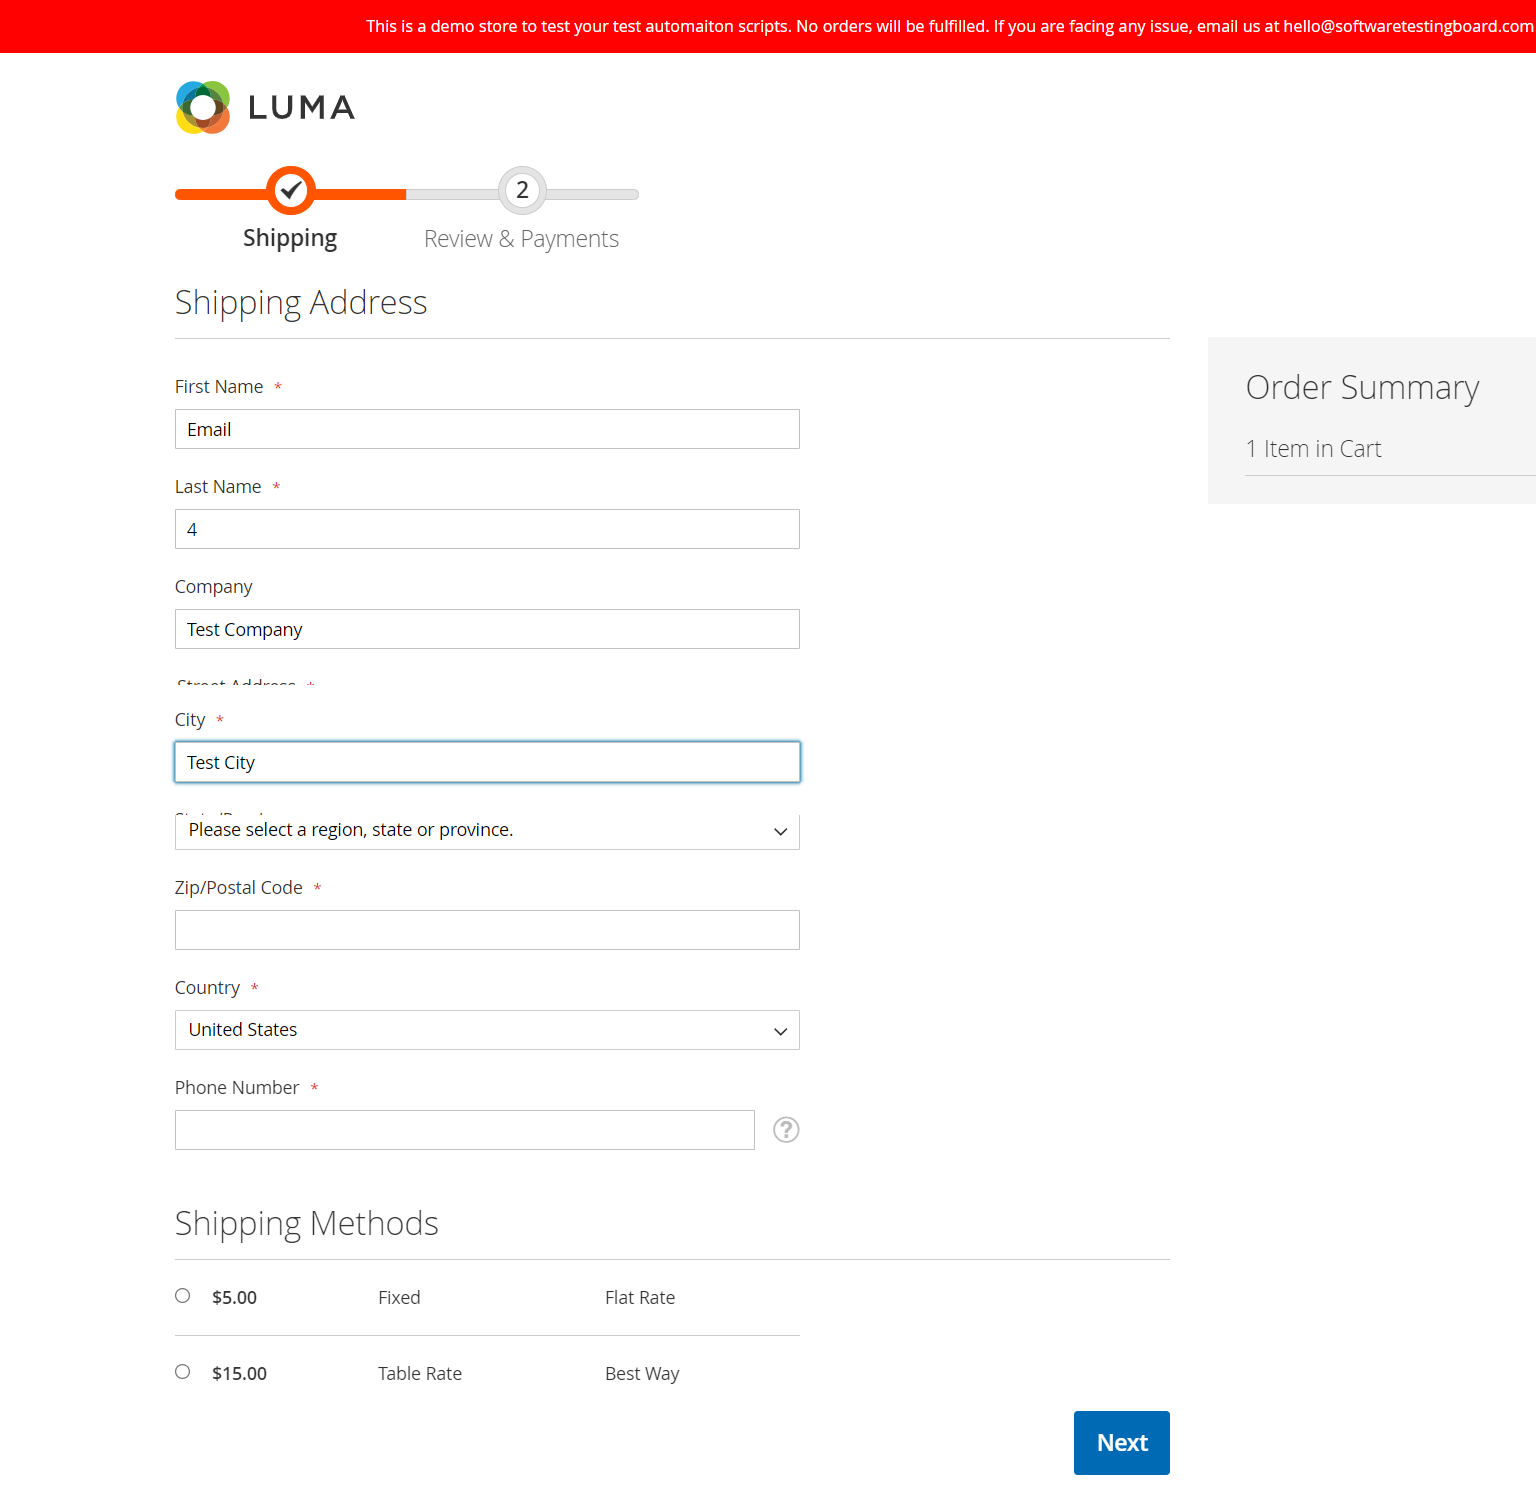 This is a demo store to test your test automaiton scripts. No orders will be fulfilled. If you are facing any issue, email us at hello@softwaretestingboard.com
LUMA
2
Shipping
Review & Payments
Shipping Address
Order Summary
1 Item in Cart
First Name *
Email
Last Name *
4
Company
Test Company
Street Address *
City *
Test City
Please select a region, state or province.
Zip/Postal Code *
Country *
United States
Phone Number *
?
Shipping Methods
$5.00 Fixed Flat Rate
$15.00 Table Rate Best Way
Next